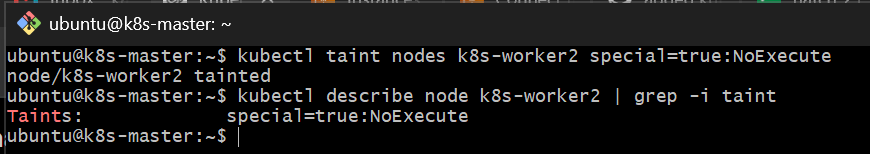 ubuntu@k8s-master: ~
ubuntu@k8s-master:~$ kubectl taint nodes k8s-worker2 special=true:NoExecute
node/k8s-worker2 tainted
ubuntu@k8s-master:~$ kubectl describe node k8s-worker2 | grep -i taint
Taints:             special=true:NoExecute
ubuntu@k8s-master:~$